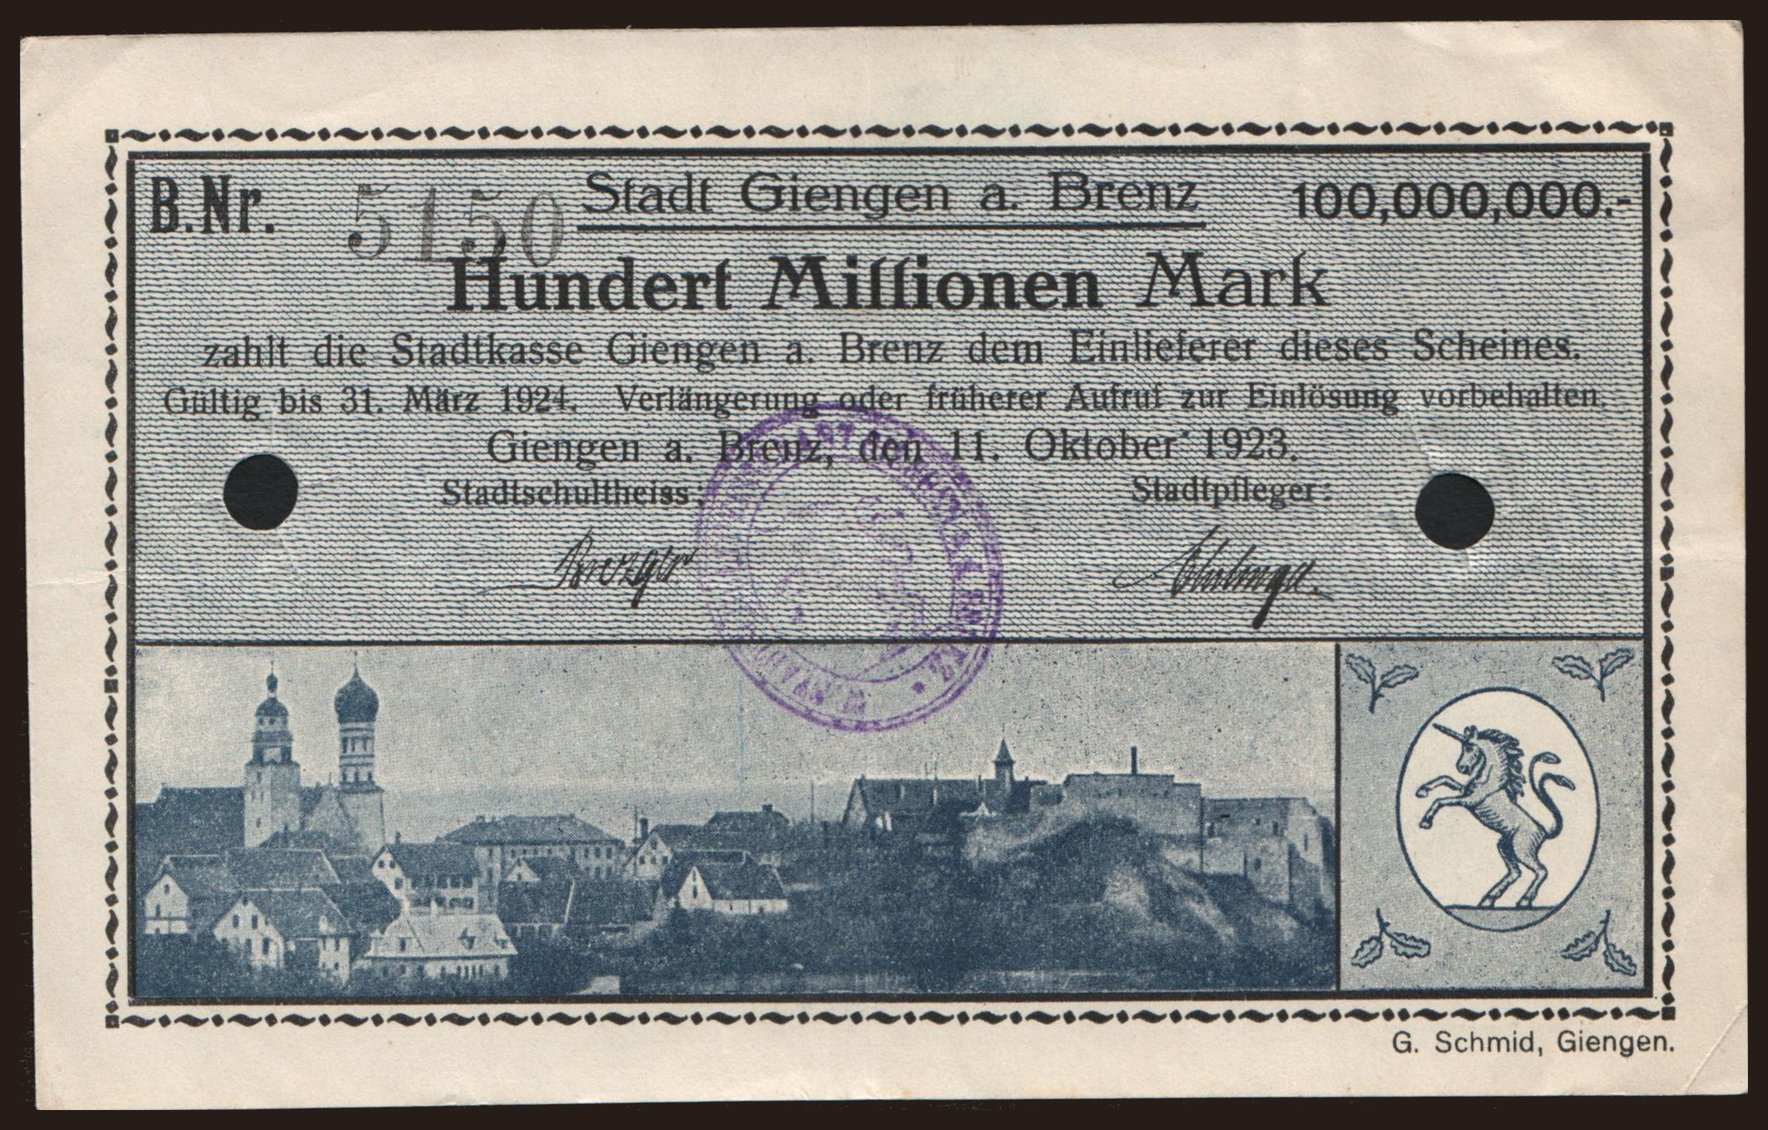 B.Nr. 5150 Stadt Giengen a. Brenz 100,000,000.-
Hundert Millionen Mark
zahlt die Stadtkasse Giengen a. Brenz dem Einlieferer dieses Scheines.
Gültig bis 31. März 1924. Verlängerung oder früherer Aufruf zur Einlösung vorbehalten.
Giengen a. Brenz, den 11. Oktober 1923.
Stadtschultheiss: Stadtpfleger:
G. Schmid, Giengen.